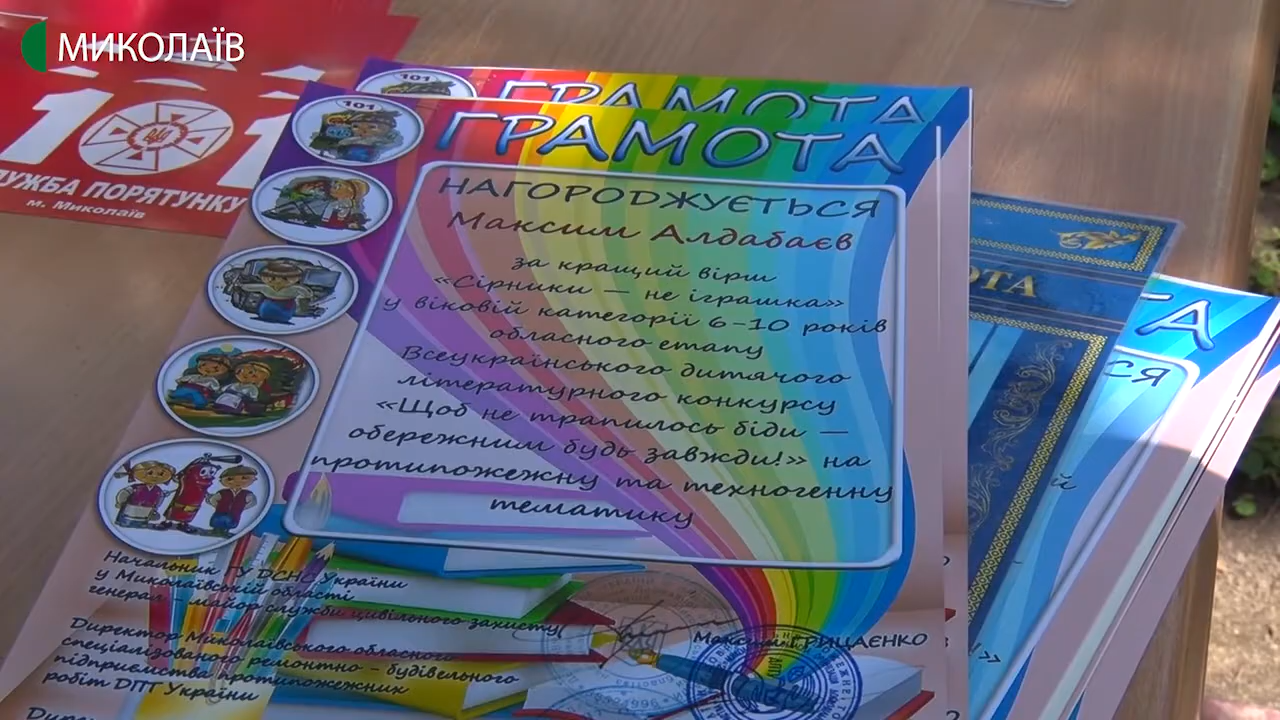 МИКОЛАЇВ
101
СЛУЖБА ПОРЯТУНКУ
м. Миколаїв
ГРАМОТА
101
ГРАМОТА
НАГОРОДЖУЄТЬСЯ
Максим Алдабаєв
за кращий вірш
«Сірники – не іграшка»
у віковій категорії 6-10 років
обласного етапу
Всеукраїнського дитячого
літературного конкурсу
«Щоб не трапилось біди –
обережним будь завжди!» на
протипожежну та техногенну
тематику
Начальник ГУ ДСНС України
у Миколаївській області
генерал – майор служби цивільного захисту
Максим ГРИЦАЄНКО
Директор Миколаївського обласного
спеціалізованого ремонтно – будівельного
підприємства протипожежник
робіт ДПТ України